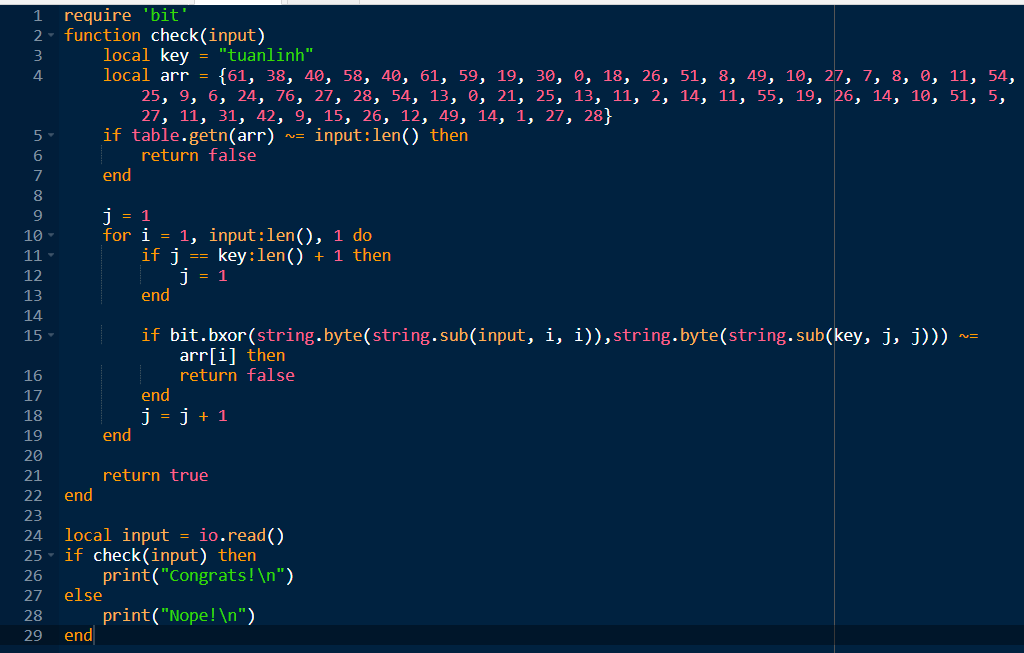 1 require 'bit'
2 function check(input)
3 local key = "tuanlinh"
4 local arr = {61, 38, 40, 58, 40, 61, 59, 19, 30, 0, 18, 26, 51, 8, 49, 10, 27, 7, 8, 0, 11, 54,
25, 9, 6, 24, 76, 27, 28, 54, 13, 0, 21, 25, 13, 11, 2, 14, 11, 55, 19, 26, 14, 10, 51, 5,
27, 11, 31, 42, 9, 15, 26, 12, 49, 14, 1, 27, 28}
5 if table.getn(arr) ~= input:len() then
6 return false
7 end
8
9 j = 1
10 for i = 1, input:len(), 1 do
11 if j == key:len() + 1 then
12 j = 1
13 end
14
15 if bit.bxor(string.byte(string.sub(input, i, i)),string.byte(string.sub(key, j, j))) ~=
arr[i] then
16 return false
17 end
18 j = j + 1
19 end
20
21 return true
22 end
23
24 local input = io.read()
25 if check(input) then
26 print("Congrats!\n")
27 else
28 print("Nope!\n")
29 end